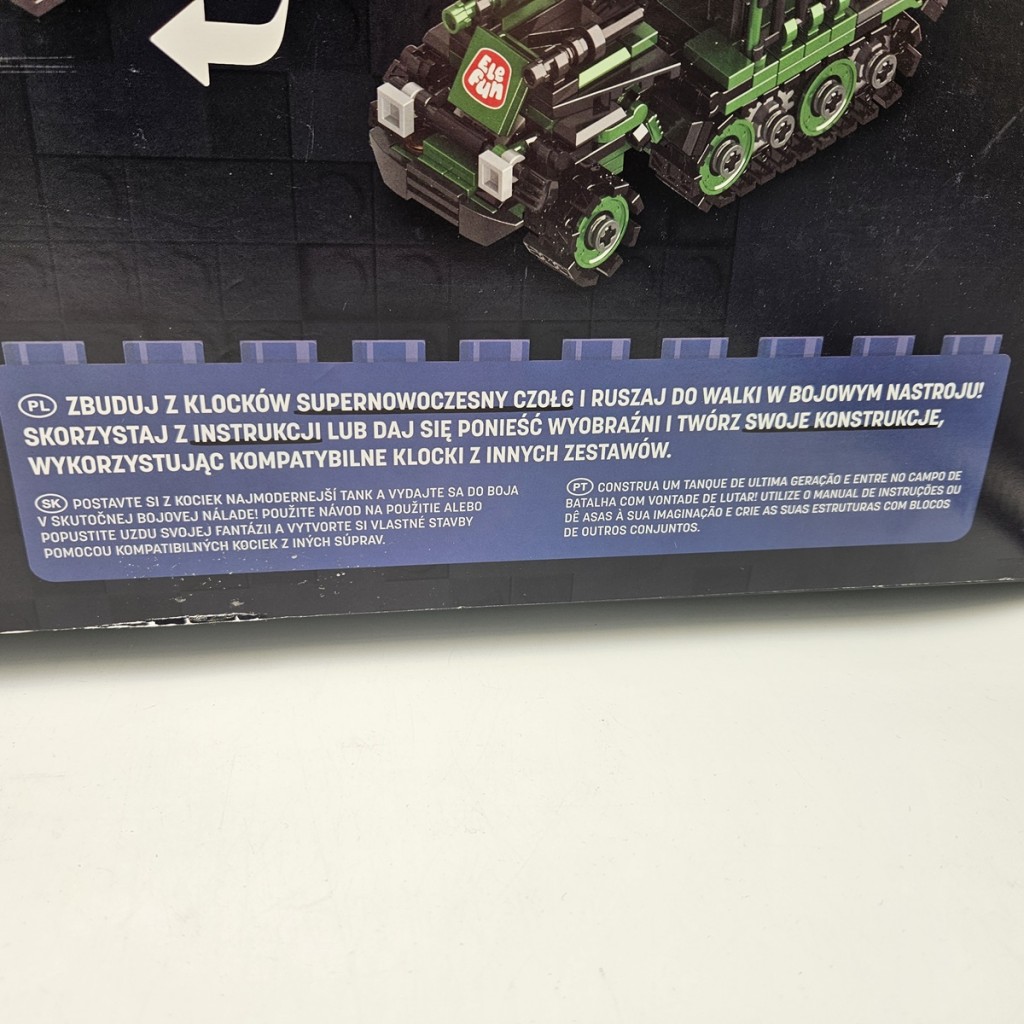 ELe
Fun
PL ZBUDUJ Z KLOCKÓW SUPERNOWOCZESNY CZOŁG I RUSZAJ DO WALKI W BOJOWYM NASTROJU!
SKORZYSTAJ Z INSTRUKCJI LUB DAJ SIĘ PONIEŚĆ WYOBRAŹNI I TWÓRZ SWOJE KONSTRUKCJE,
WYKORZYSTUJĄC KOMPATYBILNE KLOCKI Z INNYCH ZESTAWÓW.
SK POSTAVTE SI Z KOCIEK NAJMODERNEJŠÍ TANK A VYDAJTE SA DO BOJA
V SKUTOČNEJ BOJOVEJ NÁLADE! POUŽITE NÁVOD NA POUŽITIE ALEBO
POPUSTITE UZDU SVOJEJ FANTÁZII A VYTVORTE SI VLASTNÉ STAVBY
POMOCOU KOMPATIBILNÝCH KOCIEK Z INÝCH SÚPRAV.
PT CONSTRUA UM TANQUE DE ULTIMA GERAÇÃO E ENTRE NO CAMPO DE
BATALHA COM VONTADE DE LUTAR! UTILIZE O MANUAL DE INSTRUÇÕES OU
DÊ ASAS À SUA IMAGINAÇÃO E CRIE AS SUAS ESTRUTURAS COM BLOCOS
DE OUTROS CONJUNTOS.